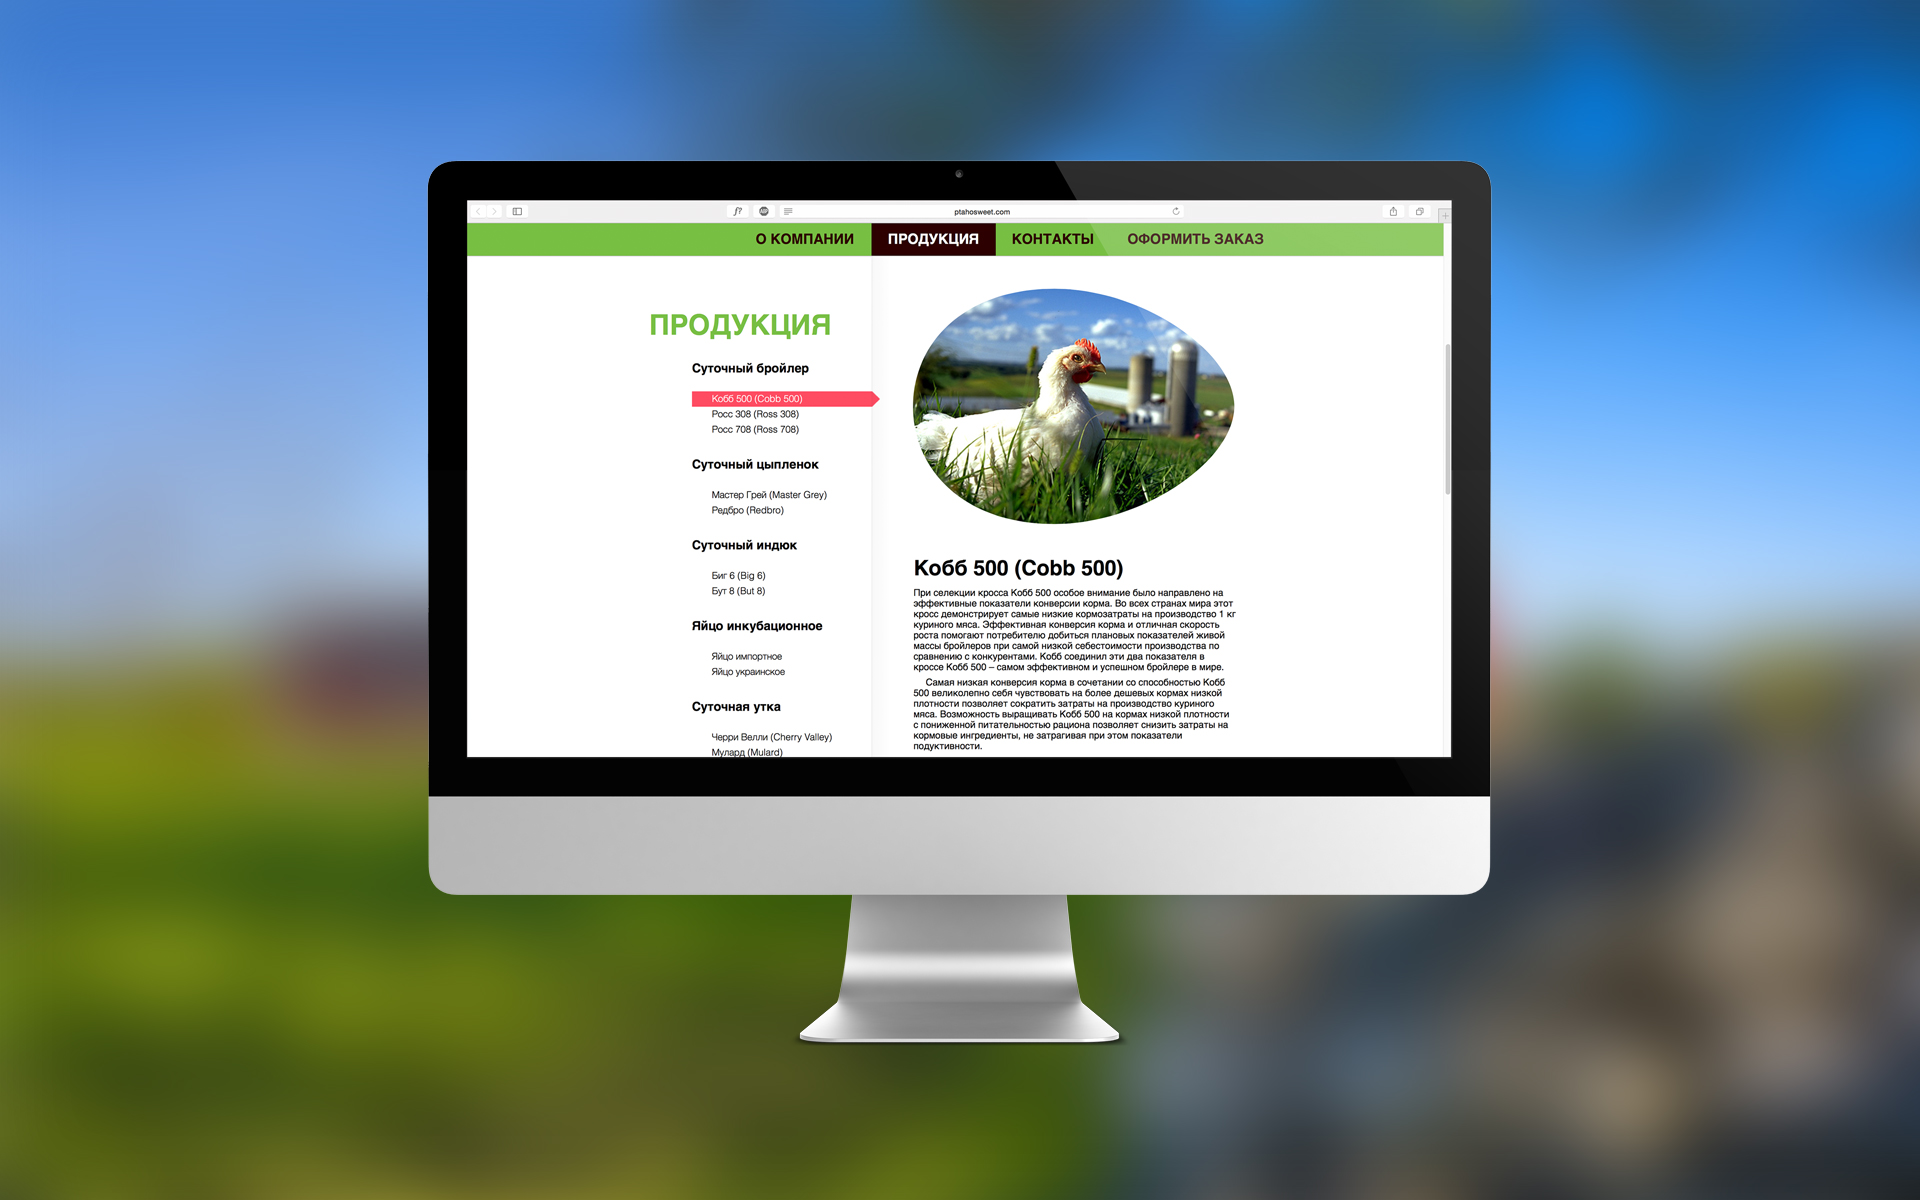 f?
ptahosweet.com
О КОМПАНИИ
ПРОДУКЦИЯ
КОНТАКТЫ
ОФОРМИТЬ ЗАКАЗ
ПРОДУКЦИЯ
Суточный бройлер
Кобб 500 (Cobb 500)
Росс 308 (Ross 308)
Росс 708 (Ross 708)
Суточный цыпленок
Мастер Грей (Master Grey)
Редбро (Redbro)
Суточный индюк
Биг 6 (Big 6)
Бут 8 (But 8)
Яйцо инкубационное
Яйцо импортное
Яйцо украинское
Суточная утка
Черри Велли (Cherry Valley)
Мулард (Mulard)
Кобб 500 (Cobb 500)
При селекции кросса Кобб 500 особое внимание было направлено на
эффективные показатели конверсии корма. Во всех странах мира этот
кросс демонстрирует самые низкие кормозатраты на производство 1 кг
куриного мяса. Эффективная конверсия корма и отличная скорость
роста помогают потребителю добиться плановых показателей живой
массы бройлеров при самой низкой себестоимости производства по
сравнению с конкурентами. Кобб соединил эти два показателя в
кроссе Кобб 500 – самом эффективном и успешном бройлере в мире.
Самая низкая конверсия корма в сочетании со способностью Кобб
500 великолепно себя чувствовать на более дешевых кормах низкой
плотности позволяет сократить затраты на производство куриного
мяса. Возможность выращивать Кобб 500 на кормах низкой плотности
с пониженной питательностью рациона позволяет снизить затраты на
кормовые ингредиенты, не затрагивая при этом показатели
подуктивности.